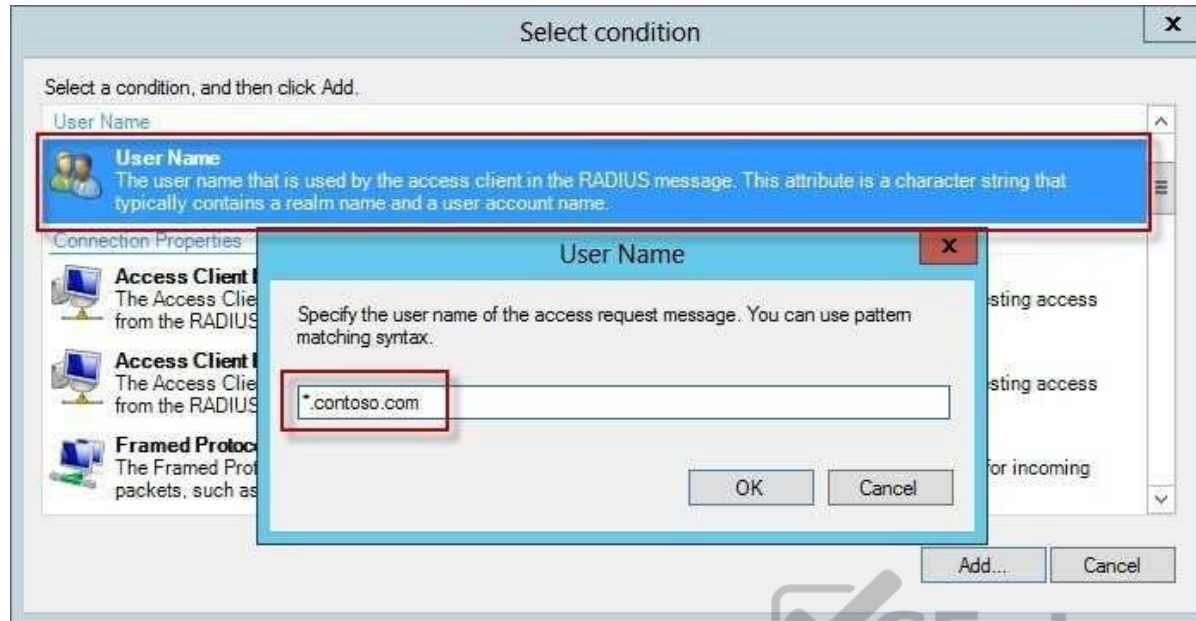 Select condition
x
Select a condition, and then click Add.
User Name
User Name
The user name that is used by the access client in the RADIUS message. This attribute is a character string that
typically contains a realm name and a user account name.
Connection Properties
Access Client
The Access Clie
from the RADIUS
sting access
Access Client
The Access Clie
from the RADIUS
sting access
Framed Protoc
The Framed Prot
packets, such as
for incoming
User Name
x
Specify the user name of the access request message. You can use pattern
matching syntax.
*.contoso.com
OK
Cancel
Add...
Cancel